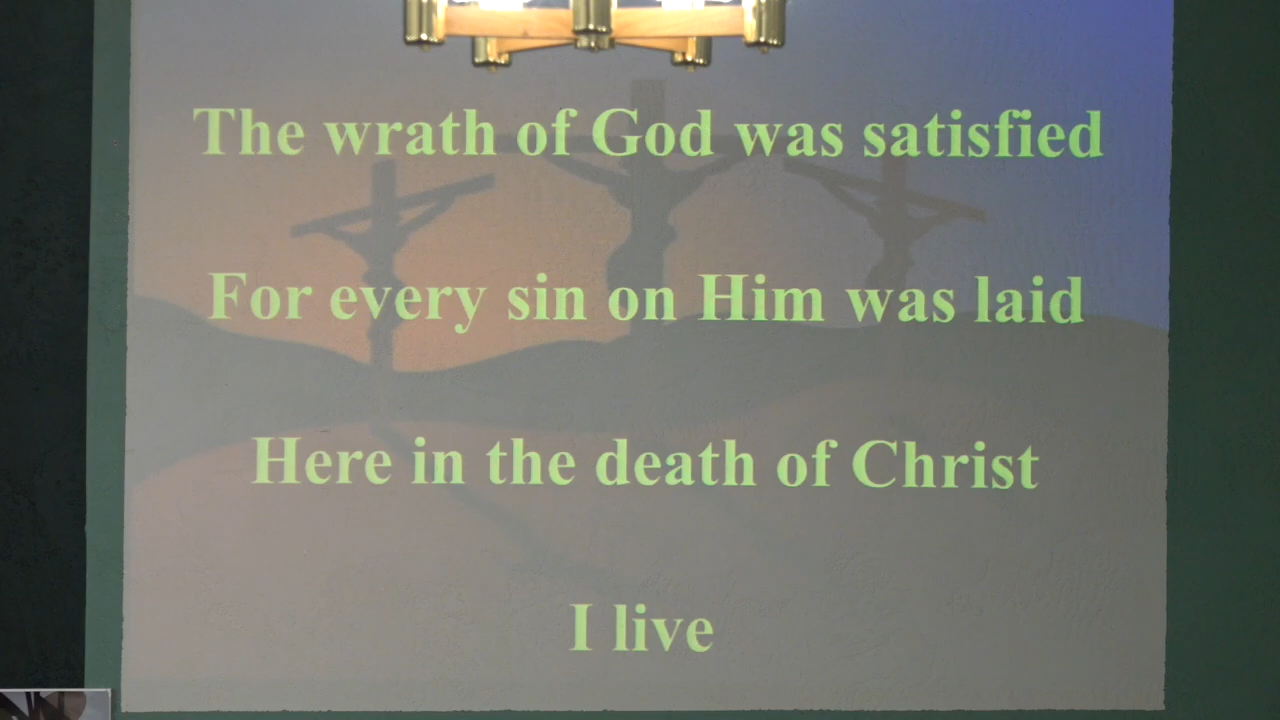 The wrath of God was satisfied
For every sin on Him was laid
Here in the death of Christ
I live